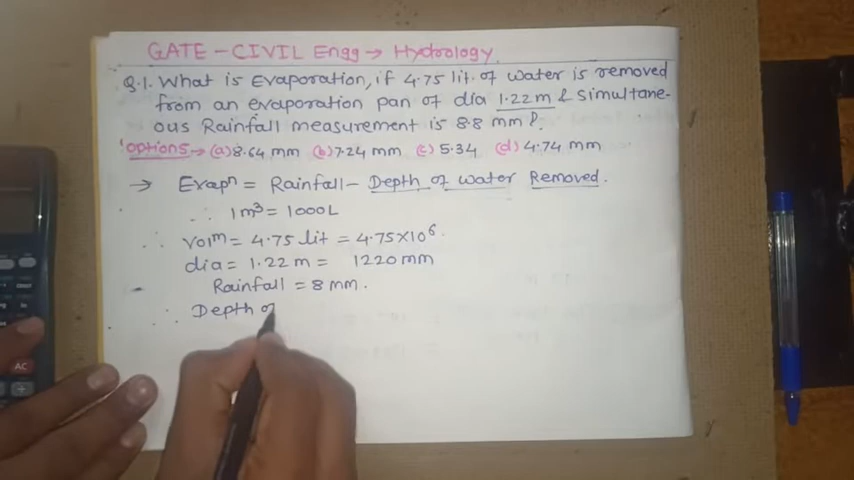 GATE - CIVIL Engg → Hydrology
Q.1. What is Evaporation, if 4.75 lit. of water is removed
from an evaporation pan of dia 1.22 m & Simultane-
ous Rainfall measurement is 8.8 mm?
options → (a) 8.64 mm (b) 7.24 mm (c) 5.34 (d) 4.74 mm
→ Evapn = Rainfall - Depth of water Removed.
∴ 1m³ = 1000L
∴ volm = 4.75 lit = 4.75×10⁶
dia = 1.22 m = 1220 mm
Rainfall = 8 mm.
∴ Depth of
AC